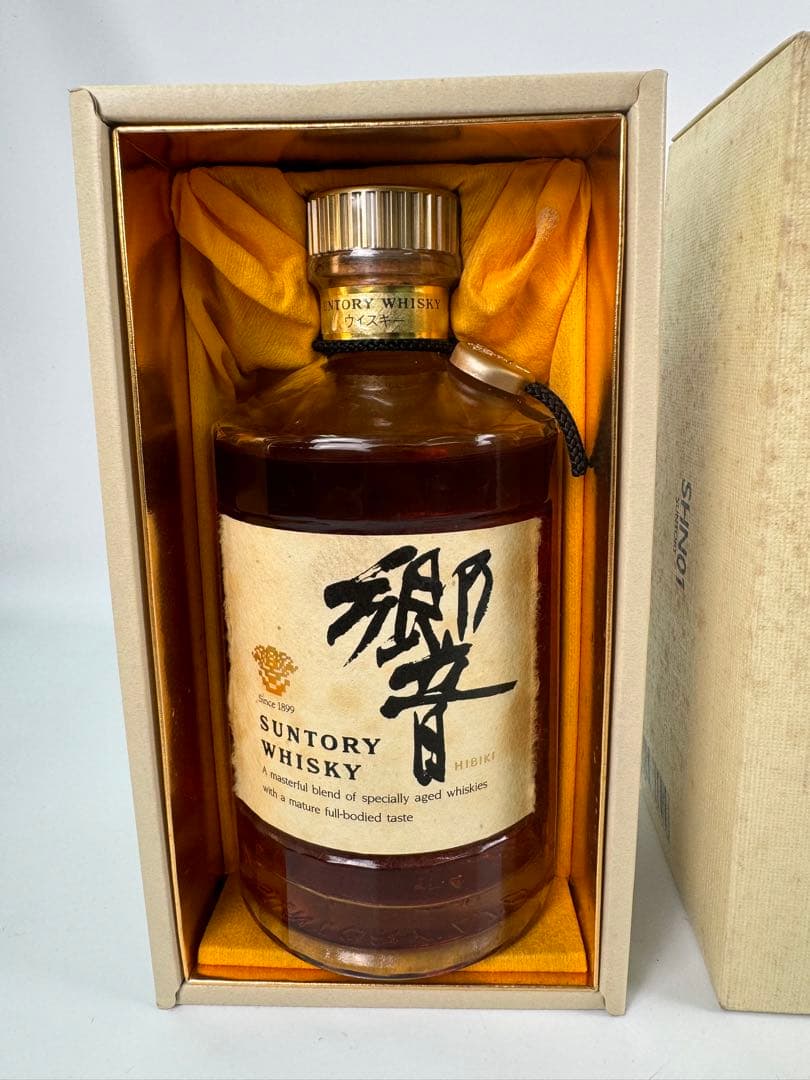 SUNTORY WHISKY
ウイスキー
響
Since 1899
SUNTORY
WHISKY
HIBIKI
A masterful blend of specially aged whiskies
with a mature full-bodied taste
SHNO1